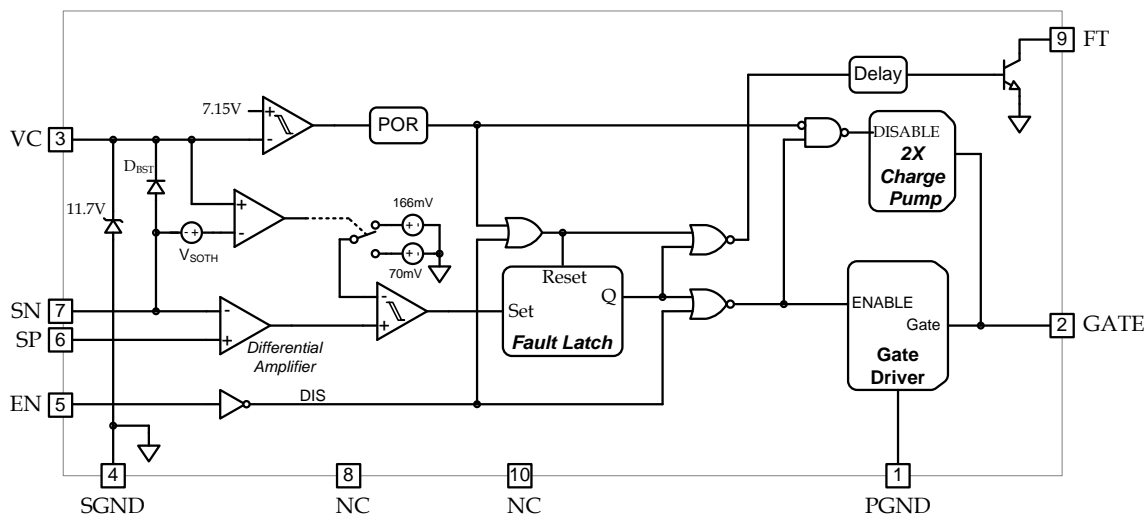 9 FT
Delay
7.15V
+
-
POR
VC 3
DISABLE
2X
Charge
Pump
D_BST
11.7V
166mV
+ -
+
-
- +
V_SOTH
+ -
70mV
Reset
SN 7
SP 6
-
+
-
+
Set
Q
Fault Latch
ENABLE
Gate
Gate
Driver
2 GATE
Differential
Amplifier
EN 5
DIS
4
SGND
8
NC
10
NC
1
PGND